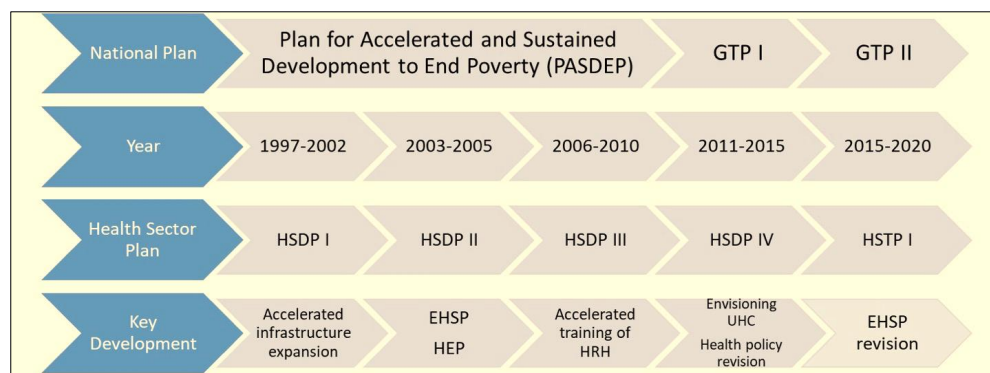 National Plan
Plan for Accelerated and Sustained
Development to End Poverty (PASDEP)
GTP I
GTP II
Year
1997-2002
2003-2005
2006-2010
2011-2015
2015-2020
Health Sector
Plan
HSDP I
HSDP II
HSDP III
HSDP IV
HSTP I
Key
Development
Accelerated
infrastructure
expansion
EHSP
HEP
Accelerated
training of
HRH
Envisioning
UHC
Health policy
revision
EHSP
revision